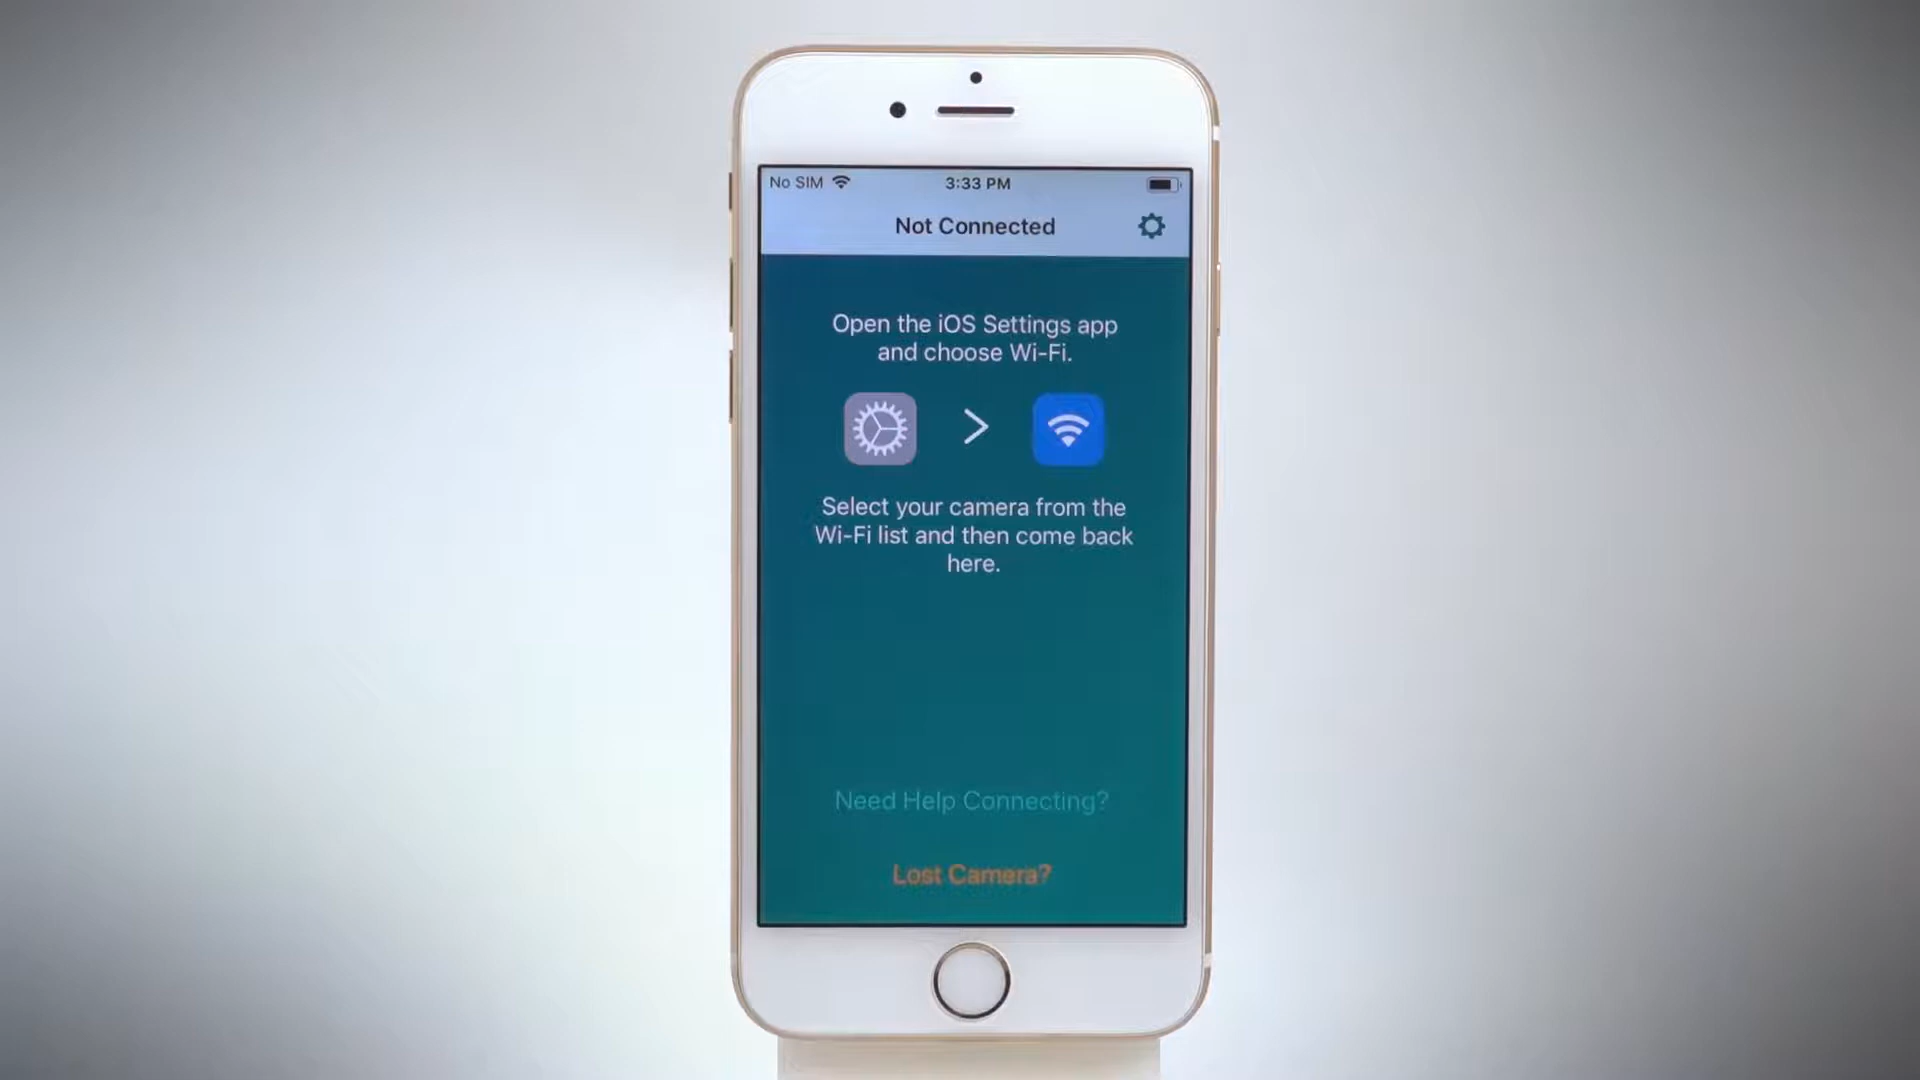 No SIM 3:33 PM
Not Connected
Open the iOS Settings app
and choose Wi-Fi.
>
Select your camera from the
Wi-Fi list and then come back
here.
Need Help Connecting?
Lost Camera?